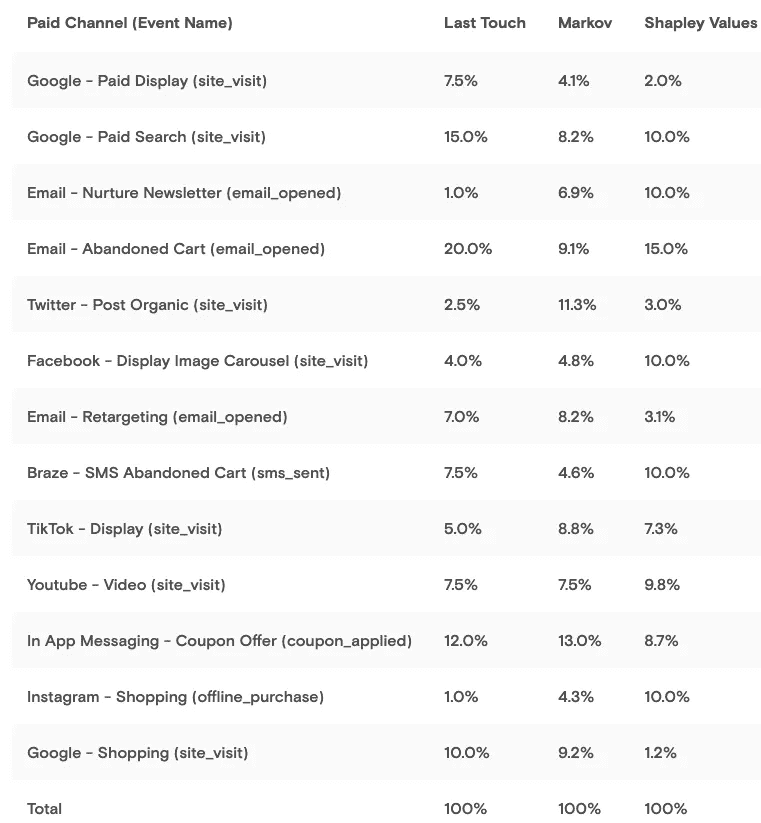 Paid Channel (Event Name) Last Touch Markov Shapley Values
Google - Paid Display (site_visit) 7.5% 4.1% 2.0%
Google - Paid Search (site_visit) 15.0% 8.2% 10.0%
Email - Nurture Newsletter (email_opened) 1.0% 6.9% 10.0%
Email - Abandoned Cart (email_opened) 20.0% 9.1% 15.0%
Twitter - Post Organic (site_visit) 2.5% 11.3% 3.0%
Facebook - Display Image Carousel (site_visit) 4.0% 4.8% 10.0%
Email - Retargeting (email_opened) 7.0% 8.2% 3.1%
Braze - SMS Abandoned Cart (sms_sent) 7.5% 4.6% 10.0%
TikTok - Display (site_visit) 5.0% 8.8% 7.3%
Youtube - Video (site_visit) 7.5% 7.5% 9.8%
In App Messaging - Coupon Offer (coupon_applied) 12.0% 13.0% 8.7%
Instagram - Shopping (offline_purchase) 1.0% 4.3% 10.0%
Google - Shopping (site_visit) 10.0% 9.2% 1.2%
Total 100% 100% 100%